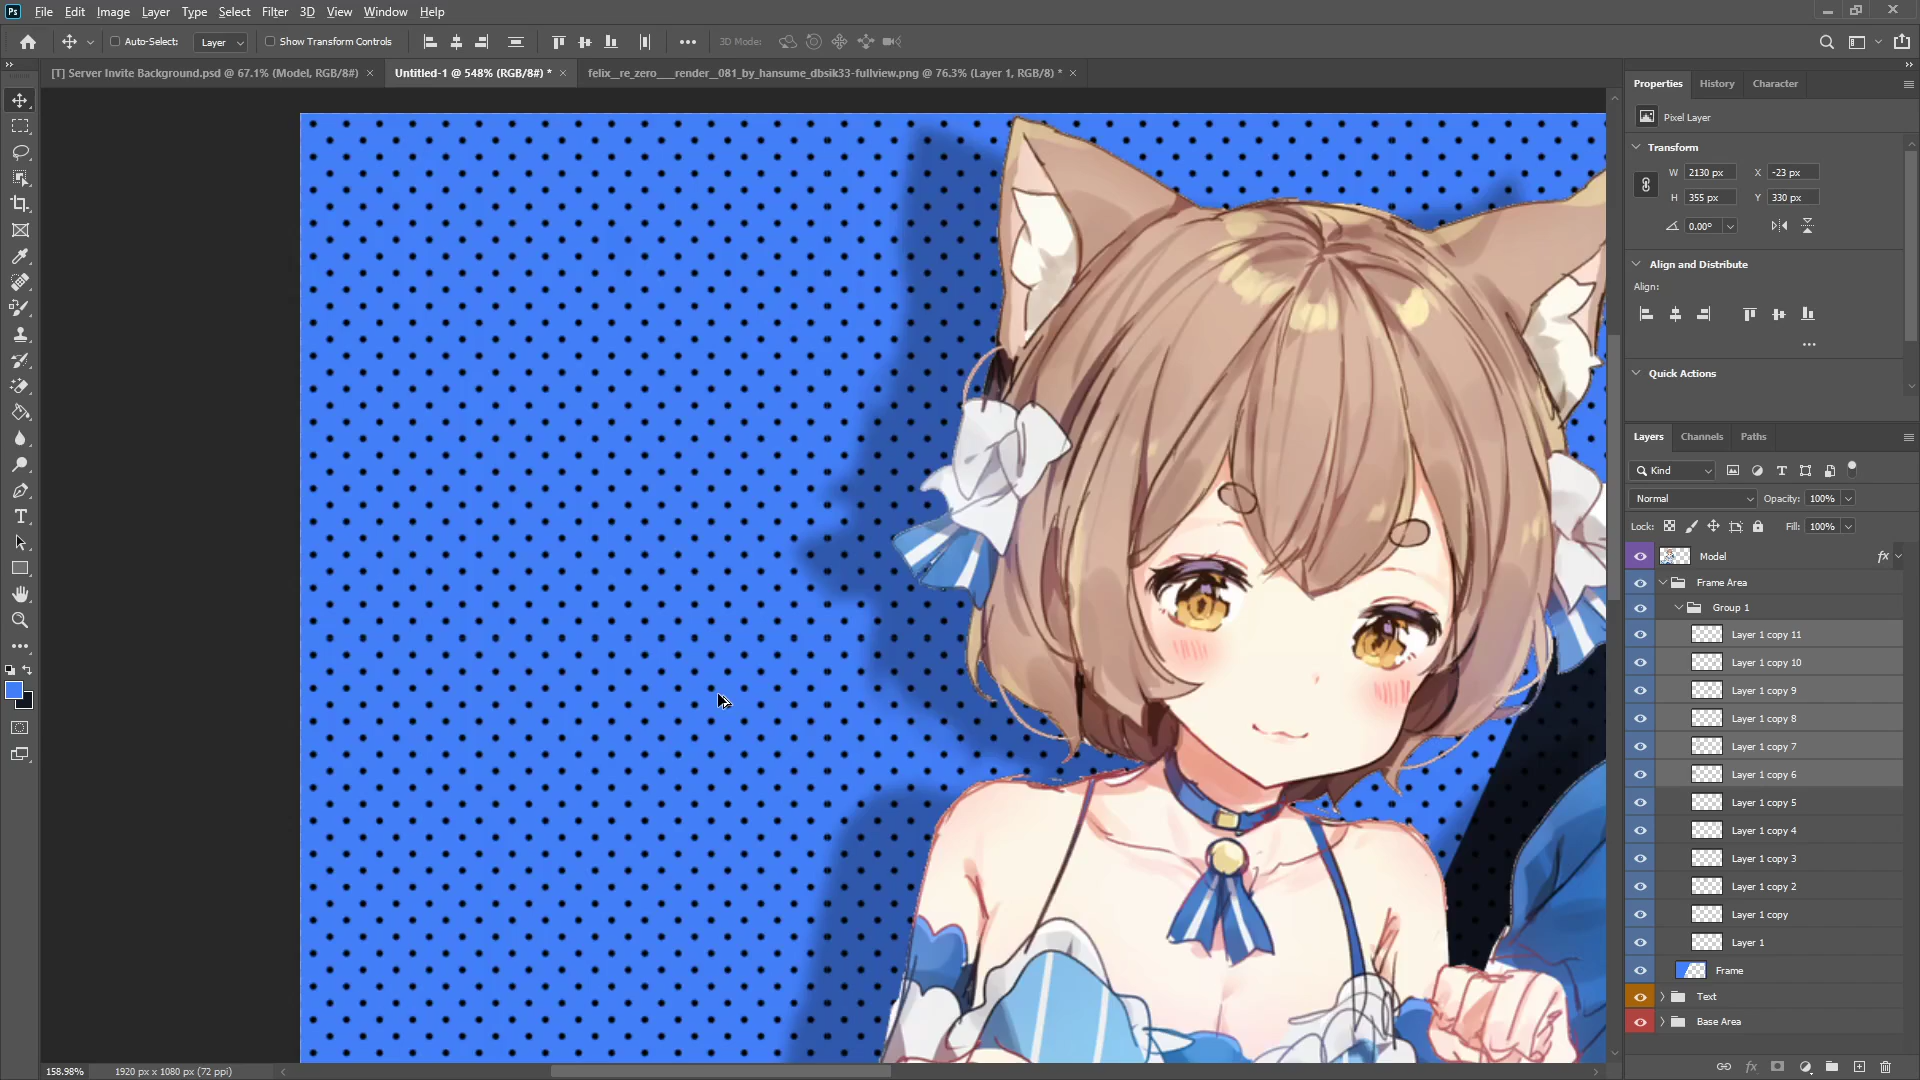 Ps File Edit Image Layer Type Select Filter 3D View Window Help
Auto-Select: Layer Show Transform Controls 3D Mode:
[T] Server Invite Background.psd @ 67.1% (Model, RGB/8#) × Untitled-1 @ 548% (RGB/8#) * × felix__re_zero___render__081_by_hansume_dbsik33-fullview.png @ 76.3% (Layer 1, RGB/8) * ×
Properties History Character
Pixel Layer
Transform
W 2130 px X -23 px
H 355 px Y 330 px
0.00°
Align and Distribute
Align:
Quick Actions
Layers Channels Paths
Kind
Normal Opacity: 100%
Lock: Fill: 100%
Model fx
Frame Area
Group 1
Layer 1 copy 11
Layer 1 copy 10
Layer 1 copy 9
Layer 1 copy 8
Layer 1 copy 7
Layer 1 copy 6
Layer 1 copy 5
Layer 1 copy 4
Layer 1 copy 3
Layer 1 copy 2
Layer 1 copy
Layer 1
Frame
Text
Base Area
fx
158.98% 1920 px x 1080 px (72 ppi)